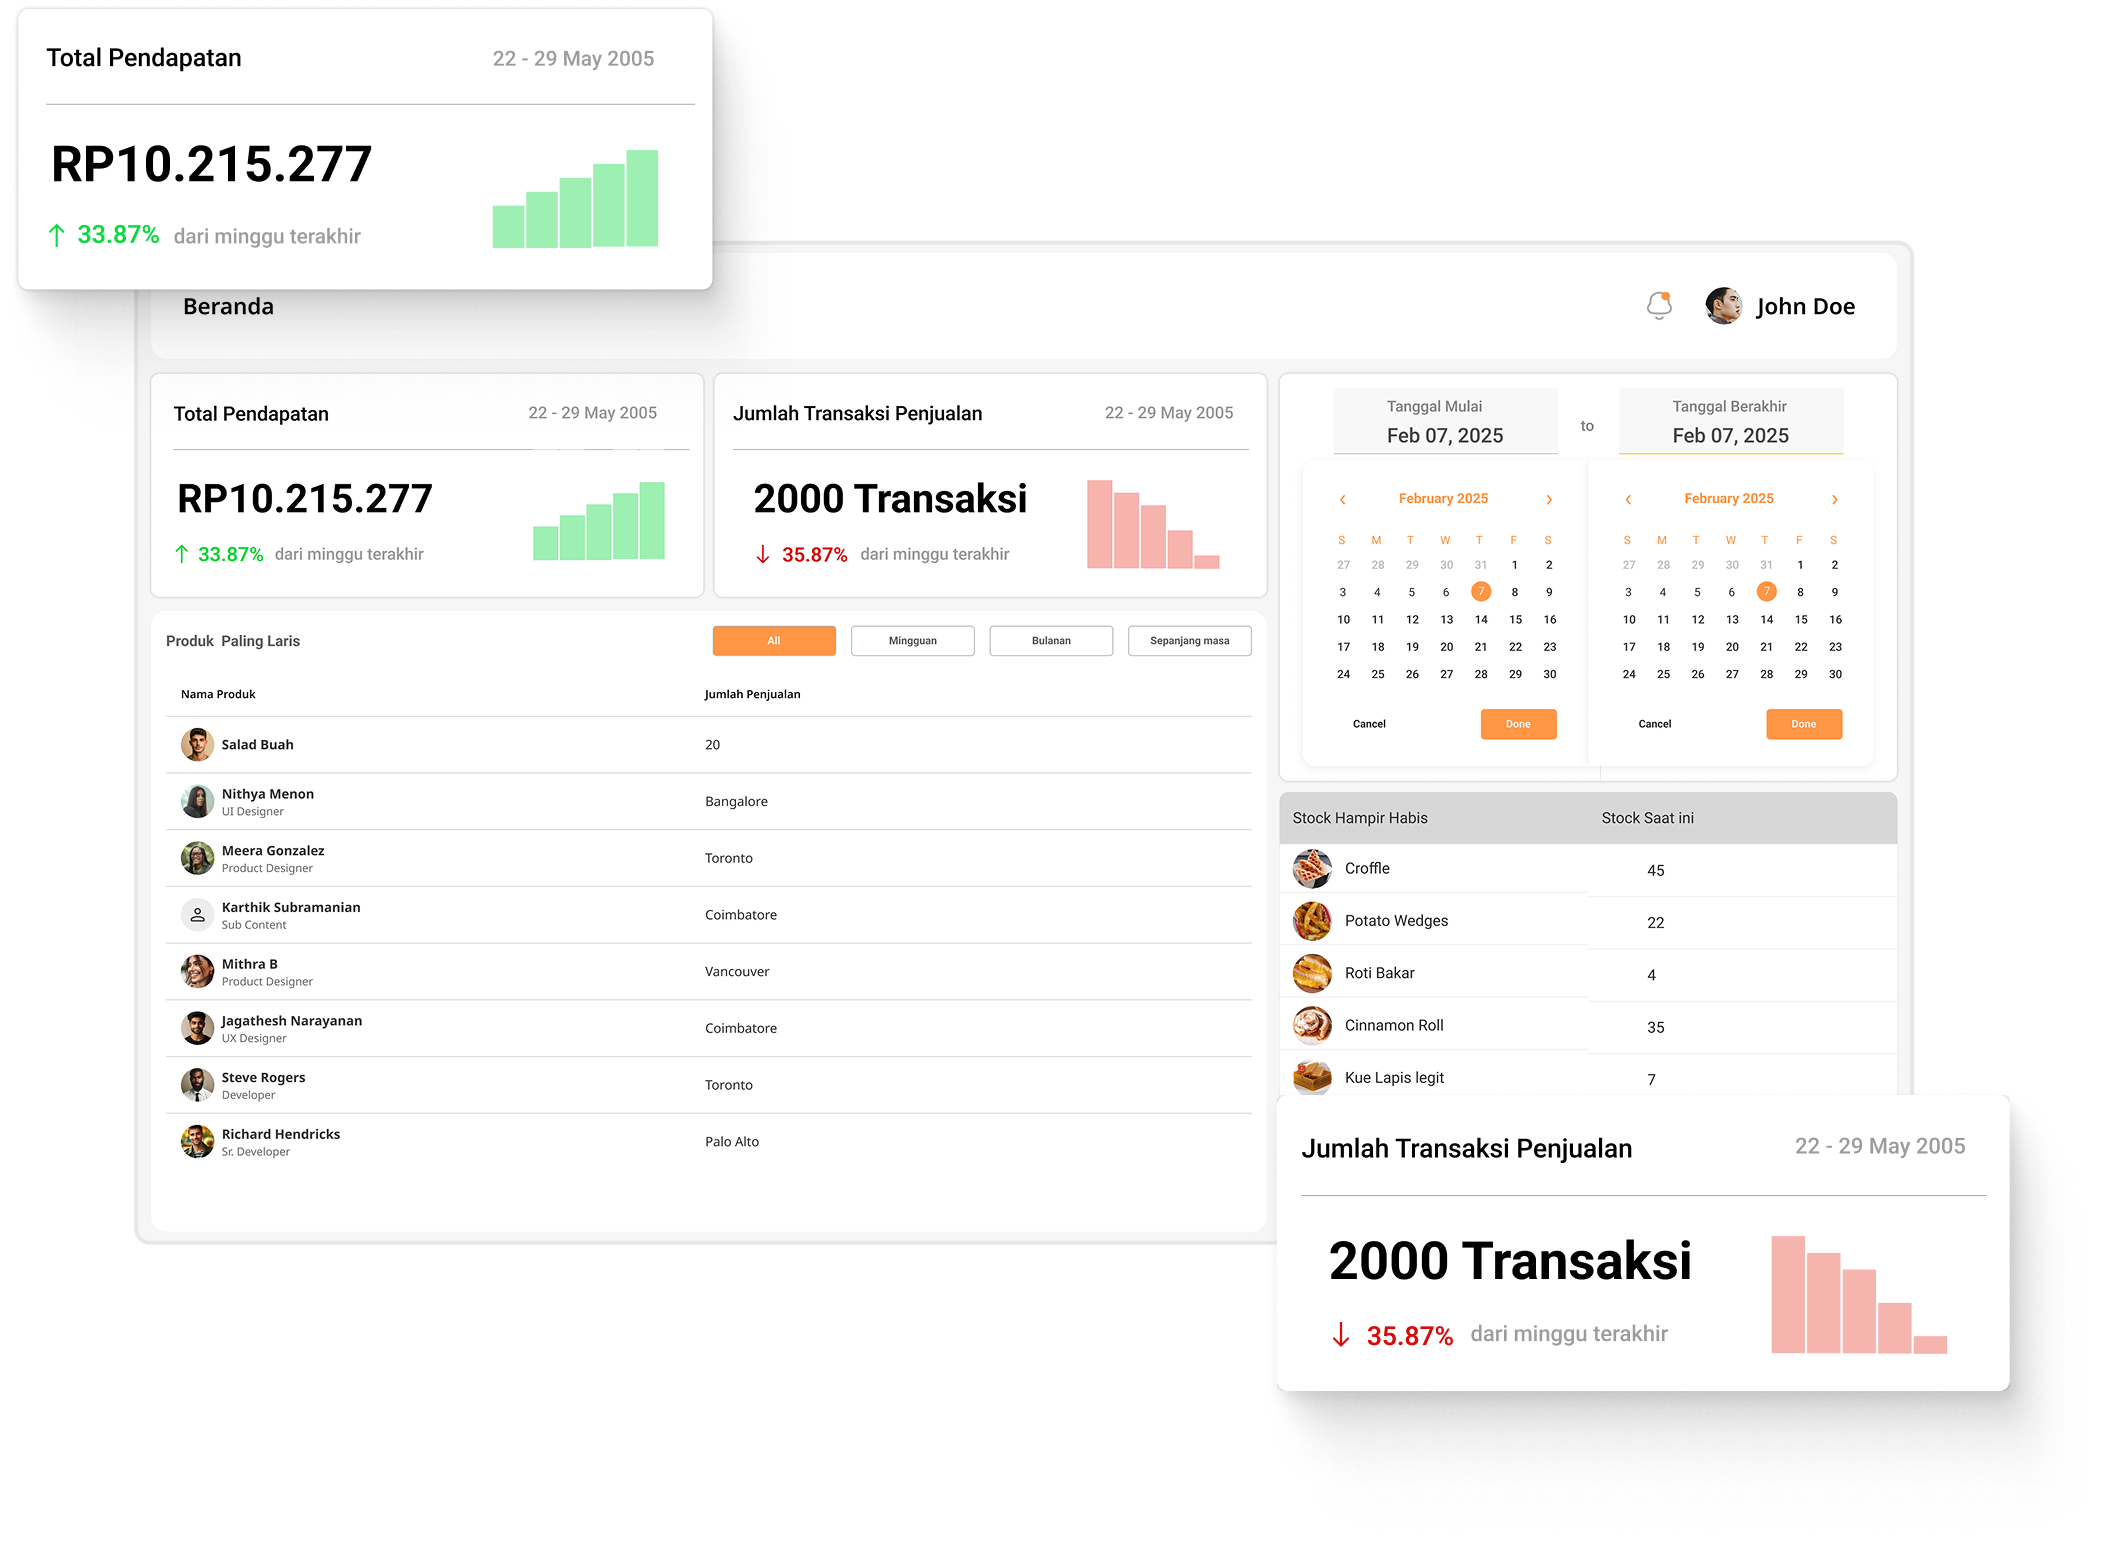 Total Pendapatan 22 - 29 May 2005
RP10.215.277
33.87% dari minggu terakhir
Beranda
John Doe
Total Pendapatan 22 - 29 May 2005
RP10.215.277
33.87% dari minggu terakhir
Jumlah Transaksi Penjualan 22 - 29 May 2005
2000 Transaksi
35.87% dari minggu terakhir
Tanggal Mulai
Feb 07, 2025
to
Tanggal Berakhir
Feb 07, 2025
February 2025
S M T W T F S
27 28 29 30 31 1 2
3 4 5 6 7 8 9
10 11 12 13 14 15 16
17 18 19 20 21 22 23
24 25 26 27 28 29 30
Cancel Done
February 2025
S M T W T F S
27 28 29 30 31 1 2
3 4 5 6 7 8 9
10 11 12 13 14 15 16
17 18 19 20 21 22 23
24 25 26 27 28 29 30
Cancel Done
Produk Paling Laris
All Mingguan Bulanan Sepanjang masa
Nama Produk Jumlah Penjualan
Salad Buah 20
Nithya Menon
UI Designer
Bangalore
Meera Gonzalez
Product Designer
Toronto
Karthik Subramanian
Sub Content
Coimbatore
Mithra B
Product Designer
Vancouver
Jagathesh Narayanan
UX Designer
Coimbatore
Steve Rogers
Developer
Toronto
Richard Hendricks
Sr. Developer
Palo Alto
Stock Hampir Habis Stock Saat ini
Croffle 45
Potato Wedges 22
Roti Bakar 4
Cinnamon Roll 35
Kue Lapis legit 7
Jumlah Transaksi Penjualan 22 - 29 May 2005
2000 Transaksi
35.87% dari minggu terakhir